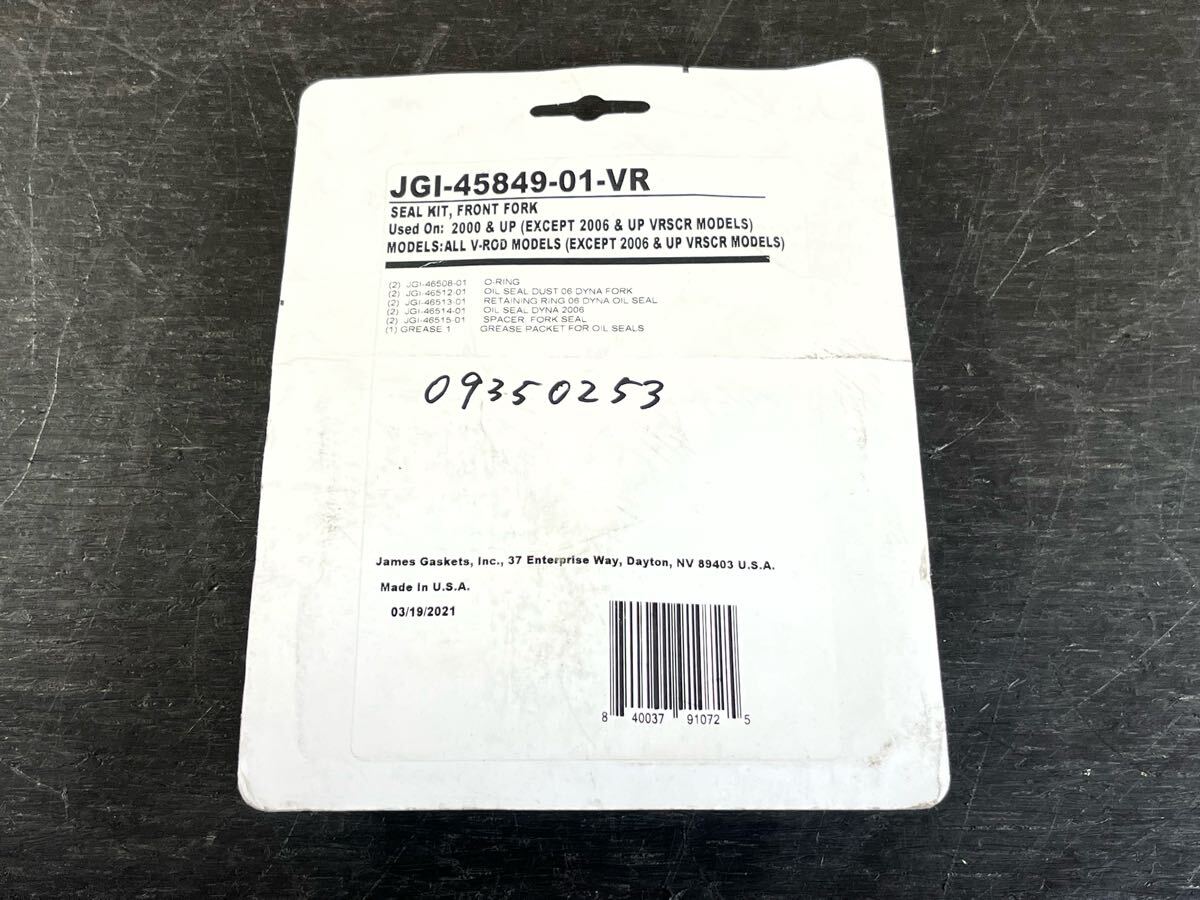 JGI-45849-01-VR
SEAL KIT, FRONT FORK
Used On: 2000 & UP (EXCEPT 2006 & UP VRSCR MODELS)
MODELS:ALL V-ROD MODELS (EXCEPT 2006 & UP VRSCR MODELS)
(2) JGI-46508-01 O-RING
(2) JGI-46512-01 OIL SEAL DUST 06 DYNA FORK
(2) JGI-46513-01 RETAINING RING 06 DYNA OIL SEAL
(2) JGI-46514-01 OIL SEAL DYNA 2006
(2) JGI-46515-01 SPACER, FORK SEAL
(1) GREASE 1 GREASE PACKET FOR OIL SEALS
09350253
James Gaskets, Inc., 37 Enterprise Way, Dayton, NV 89403 U.S.A.
Made In U.S.A.
03/19/2021
8 40037 91072 5